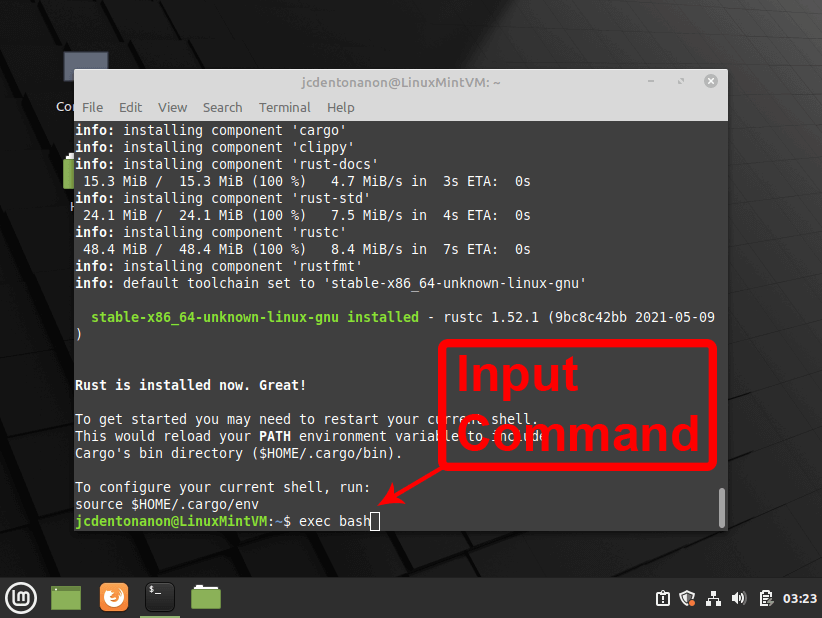 jcdentonanon@LinuxMintVM: ~
File Edit View Search Terminal Help
info: installing component 'cargo'
info: installing component 'clippy'
info: installing component 'rust-docs'
15.3 MiB / 15.3 MiB (100 %) 4.7 MiB/s in 3s ETA: 0s
info: installing component 'rust-std'
24.1 MiB / 24.1 MiB (100 %) 7.5 MiB/s in 4s ETA: 0s
info: installing component 'rustc'
48.4 MiB / 48.4 MiB (100 %) 8.4 MiB/s in 7s ETA: 0s
info: installing component 'rustfmt'
info: default toolchain set to 'stable-x86_64-unknown-linux-gnu'
stable-x86_64-unknown-linux-gnu installed - rustc 1.52.1 (9bc8c42bb 2021-05-09
)
Rust is installed now. Great!
To get started you may need to restart your current shell.
This would reload your PATH environment variable to include
Cargo's bin directory ($HOME/.cargo/bin).
To configure your current shell, run:
source $HOME/.cargo/env
jcdentonanon@LinuxMintVM:~$ exec bash
Input
Command
$_
03:23